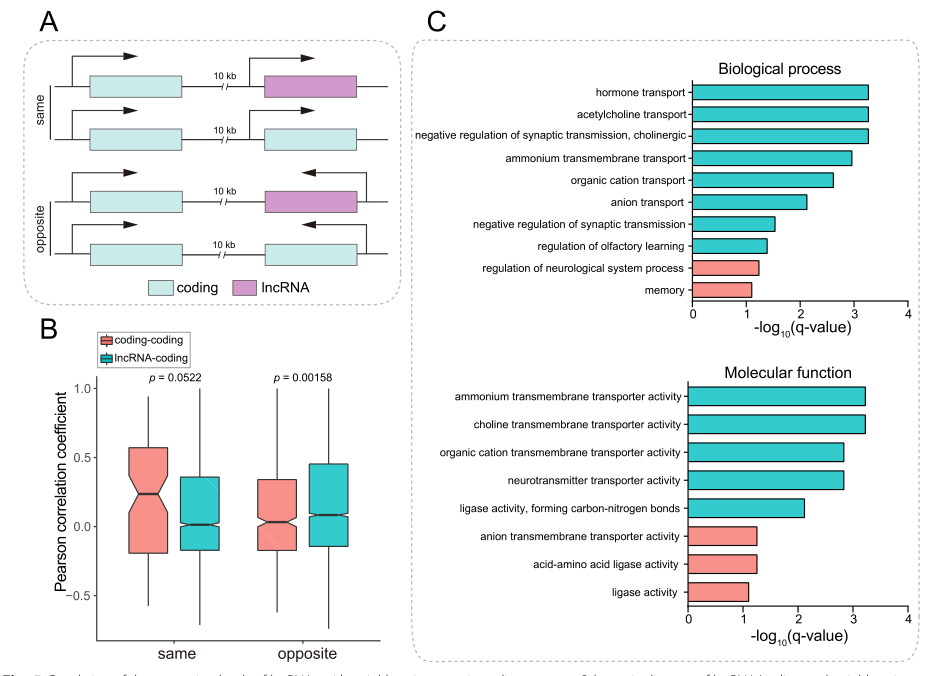 A
same
10 kb
10 kb
opposite
10 kb
10 kb
coding
lncRNA
B
coding-coding
lncRNA-coding
p = 0.0522
p = 0.00158
Pearson correlation coefficient
1.0
0.5
0.0
−0.5
same
opposite
C
Biological process
hormone transport
acetylcholine transport
negative regulation of synaptic transmission, cholinergic
ammonium transmembrane transport
organic cation transport
anion transport
negative regulation of synaptic transmission
regulation of olfactory learning
regulation of neurological system process
memory
0 1 2 3 4
-log10(q-value)
Molecular function
ammonium transmembrane transporter activity
choline transmembrane transporter activity
organic cation transmembrane transporter activity
neurotransmitter transporter activity
ligase activity, forming carbon-nitrogen bonds
anion transmembrane transporter activity
acid-amino acid ligase activity
ligase activity
0 1 2 3 4
-log10(q-value)